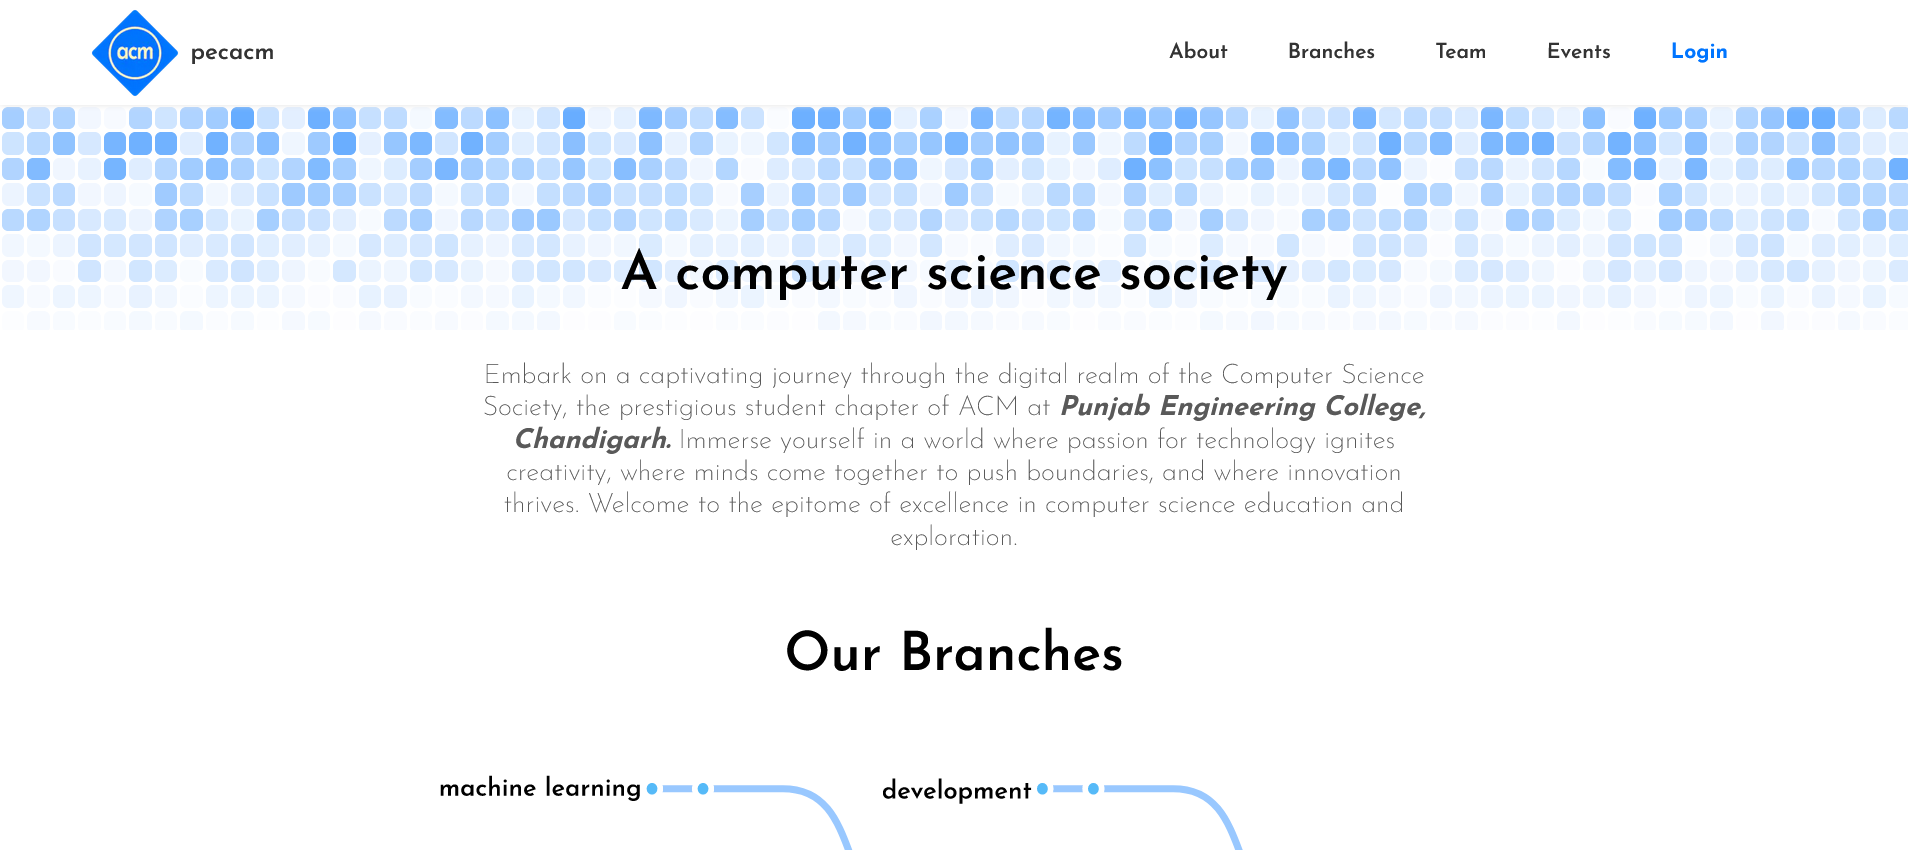 acm
pecacm
About
Branches
Team
Events
Login
A computer science society
Embark on a captivating journey through the digital realm of the Computer Science
Society, the prestigious student chapter of ACM at Punjab Engineering College,
Chandigarh. Immerse yourself in a world where passion for technology ignites
creativity, where minds come together to push boundaries, and where innovation
thrives. Welcome to the epitome of excellence in computer science education and
exploration.
Our Branches
machine learning
development